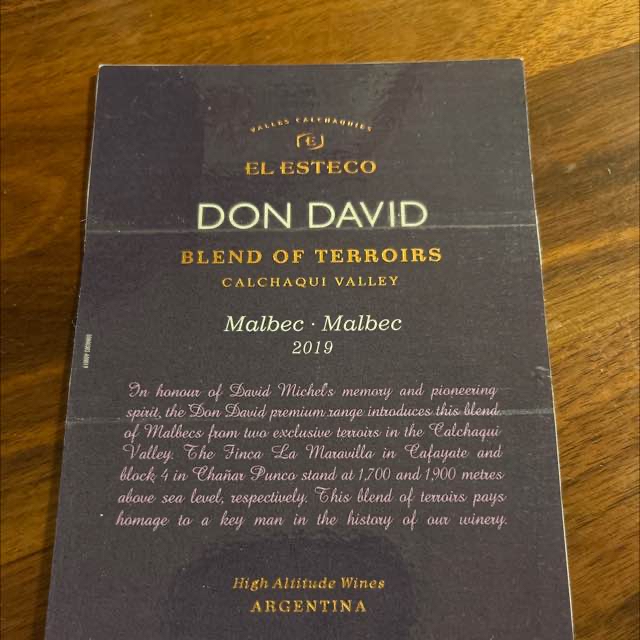 VALLES CALCHAQUÍES
E
EL ESTECO
DON DAVID
BLEND OF TERROIRS
CALCHAQUI VALLEY
Malbec · Malbec
2019
In honour of David Michel's memory and pioneering
spirit, the Don David premium range introduces this blend
of Malbecs from two exclusive terroirs in the Calchaqui
Valley. The Finca La Maravilla in Cafayate and
block 4 in Chañar Punco stand at 1,700 and 1,900 metres
above sea level, respectively. This blend of terroirs pays
homage to a key man in the history of our winery.
High Altitude Wines
ARGENTINA